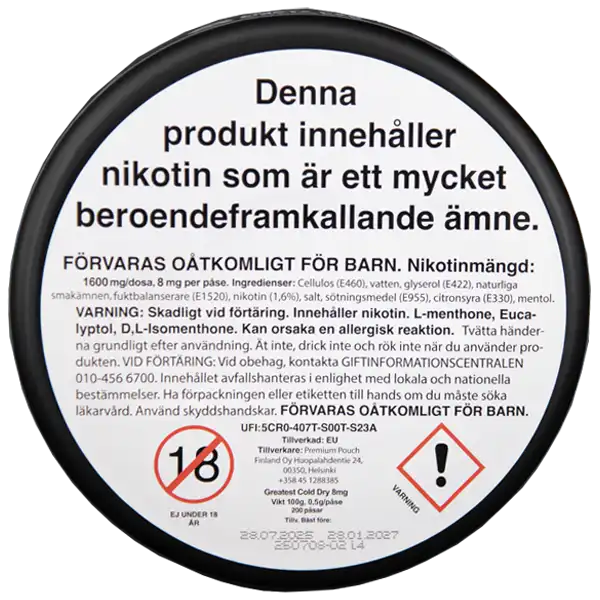 Denna
produkt innehåller
nikotin som är ett mycket
beroendeframkallande ämne.
FÖRVARAS OÅTKOMLIGT FÖR BARN. Nikotinmängd:
1600 mg/dosa, 8 mg per påse. Ingredienser: Cellulos (E460), vatten, glyserol (E422), naturliga
smakämnen, fuktbalanserare (E1520), nikotin (1,6%), salt, sötningsmedel (E955), citronsyra (E330), mentol.
VARNING: Skadligt vid förtäring. Innehåller nikotin. L-menthone, Euca-
lyptol, D,L-Isomenthone. Kan orsaka en allergisk reaktion. Tvätta händer-
na grundligt efter användning. Ät inte, drick inte och rök inte när du använder pro-
dukten. VID FÖRTÄRING: Vid obehag, kontakta GIFTINFORMATIONSCENTRALEN
010-456 6700. Innehållet avfallshanteras i enlighet med lokala och nationella
bestämmelser. Ha förpackningen eller etiketten till hands om du måste söka
läkarvård. Använd skyddshandskar. FÖRVARAS OÅTKOMLIGT FÖR BARN.
UFI:5CR0-407T-S00T-S23A
Tillverkad: EU
Tillverkare: Premium Pouch
Finland Oy Haapalahdentie 24,
00350, Helsinki
+358 45 1288385
Greatest Cold Dry 8mg
Vikt 100g, 0,5g/påse
200 påsar
Tillv. Bäst före:
18
EJ UNDER 18
ÅR
VARNING
28.01.2027